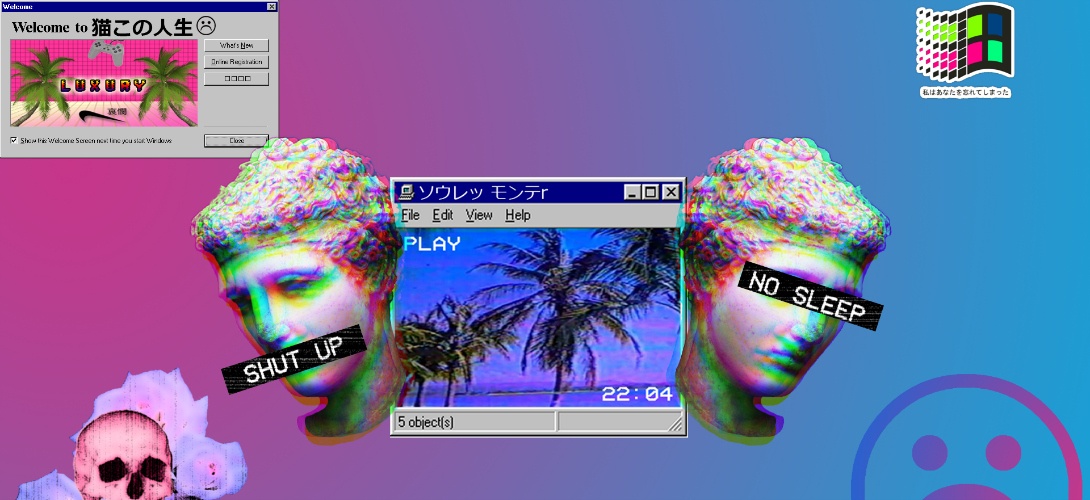 Welcome
Welcome to 猫この人生☹
What's New
Online Registration
□□□□
LUXURY
Show this Welcome Screen next time you start Windows
Close
私はあなたを忘れてしまった
ソウレッ モンテr
File Edit View Help
PLAY
22:04
5 object(s)
SHUT UP
NO SLEEP